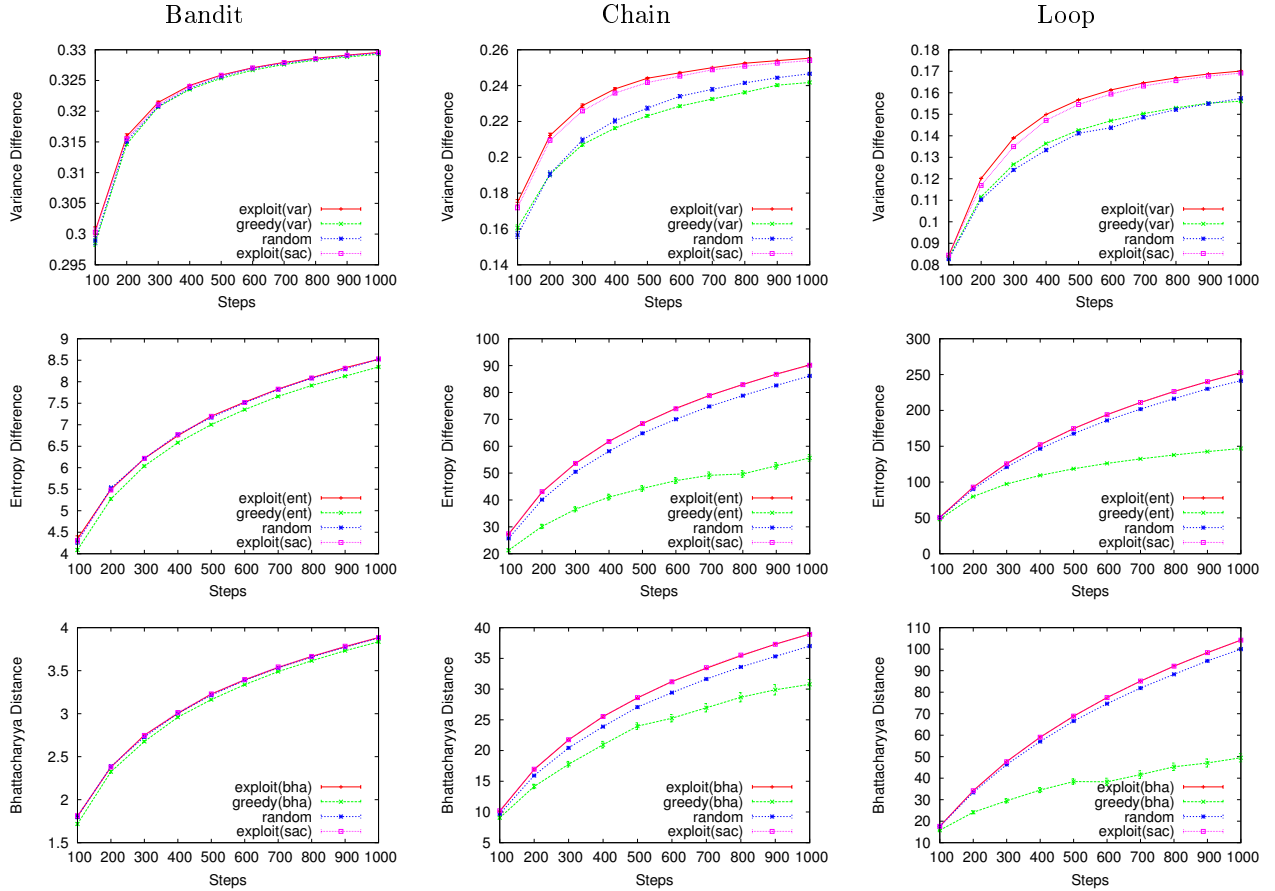 Bandit
Chain
Loop
Variance Difference
0.33
0.325
0.32
0.315
0.31
0.305
0.3
0.295
exploit(var)
greedy(var)
random
exploit(sac)
100 200 300 400 500 600 700 800 900 1000
Steps
Variance Difference
0.26
0.24
0.22
0.2
0.18
0.16
0.14
exploit(var)
greedy(var)
random
exploit(sac)
100 200 300 400 500 600 700 800 900 1000
Steps
Variance Difference
0.18
0.17
0.16
0.15
0.14
0.13
0.12
0.11
0.1
0.09
0.08
exploit(var)
greedy(var)
random
exploit(sac)
100 200 300 400 500 600 700 800 900 1000
Steps
Entropy Difference
9
8.5
8
7.5
7
6.5
6
5.5
5
4.5
4
exploit(ent)
greedy(ent)
random
exploit(sac)
100 200 300 400 500 600 700 800 900 1000
Steps
Entropy Difference
100
90
80
70
60
50
40
30
20
exploit(ent)
greedy(ent)
random
exploit(sac)
100 200 300 400 500 600 700 800 900 1000
Steps
Entropy Difference
300
250
200
150
100
50
0
exploit(ent)
greedy(ent)
random
exploit(sac)
100 200 300 400 500 600 700 800 900 1000
Steps
Bhattacharyya Distance
4
3.5
3
2.5
2
1.5
exploit(bha)
greedy(bha)
random
exploit(sac)
100 200 300 400 500 600 700 800 900 1000
Steps
Bhattacharyya Distance
40
35
30
25
20
15
10
5
exploit(bha)
greedy(bha)
random
exploit(sac)
100 200 300 400 500 600 700 800 900 1000
Steps
Bhattacharyya Distance
110
100
90
80
70
60
50
40
30
20
10
exploit(bha)
greedy(bha)
random
exploit(sac)
100 200 300 400 500 600 700 800 900 1000
Steps